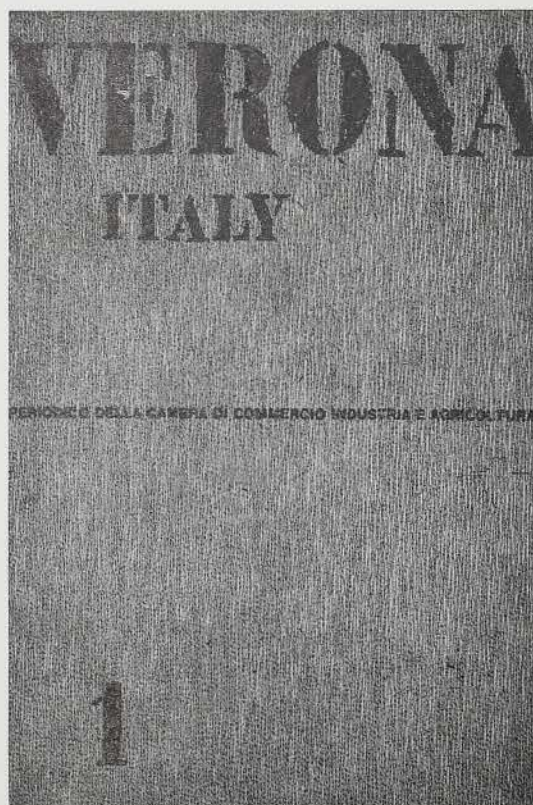 VERONA
ITALY
PERIODICO DELLA CAMERA DI COMMERCIO INDUSTRIA E AGRICOLTURA
1